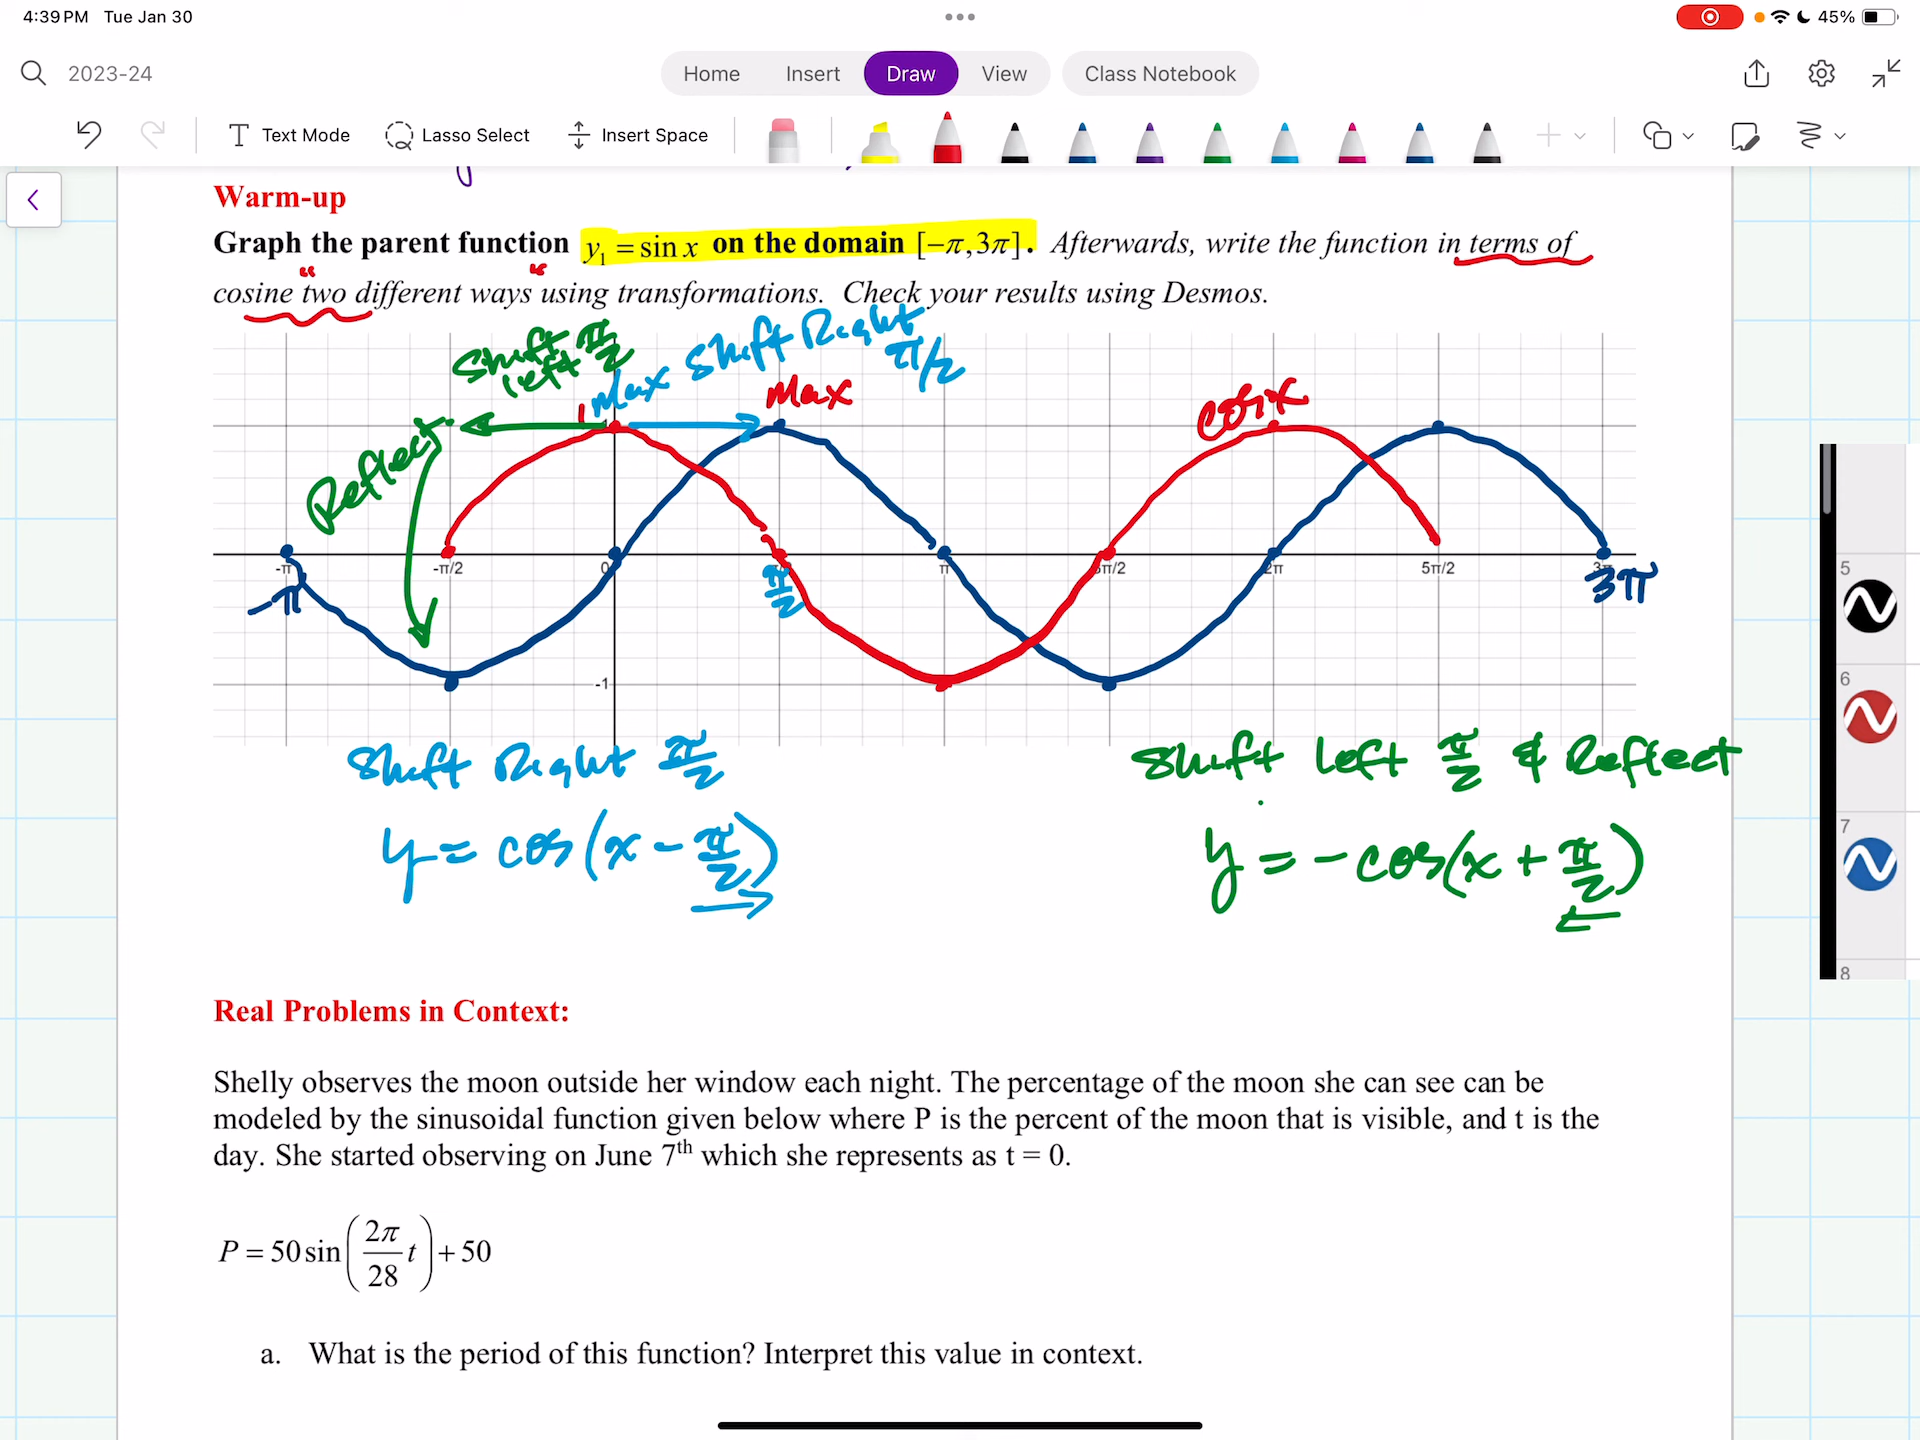 4:39 PM Tue Jan 30
45%
2023-24
Home Insert Draw View Class Notebook
Text Mode Lasso Select Insert Space
Warm-up
Graph the parent function y₁ = sin x on the domain [−π,3π]. Afterwards, write the function in terms of
cosine two different ways using transformations. Check your results using Desmos.
Shift left π/2
Max Shift Right π/2
Max
cos x
Reflect
1
-π -π/2 0 π 3π/2 2π 5π/2 3π
-π π/2 3π
-1
Shift Right π/2
y = cos(x - π/2)
Shift left π/2 & Reflect
y = -cos(x + π/2)
5
6
7
8
Real Problems in Context:
Shelly observes the moon outside her window each night. The percentage of the moon she can see can be
modeled by the sinusoidal function given below where P is the percent of the moon that is visible, and t is the
day. She started observing on June 7th which she represents as t = 0.
P = 50 sin(2π/28 t) + 50
a. What is the period of this function? Interpret this value in context.